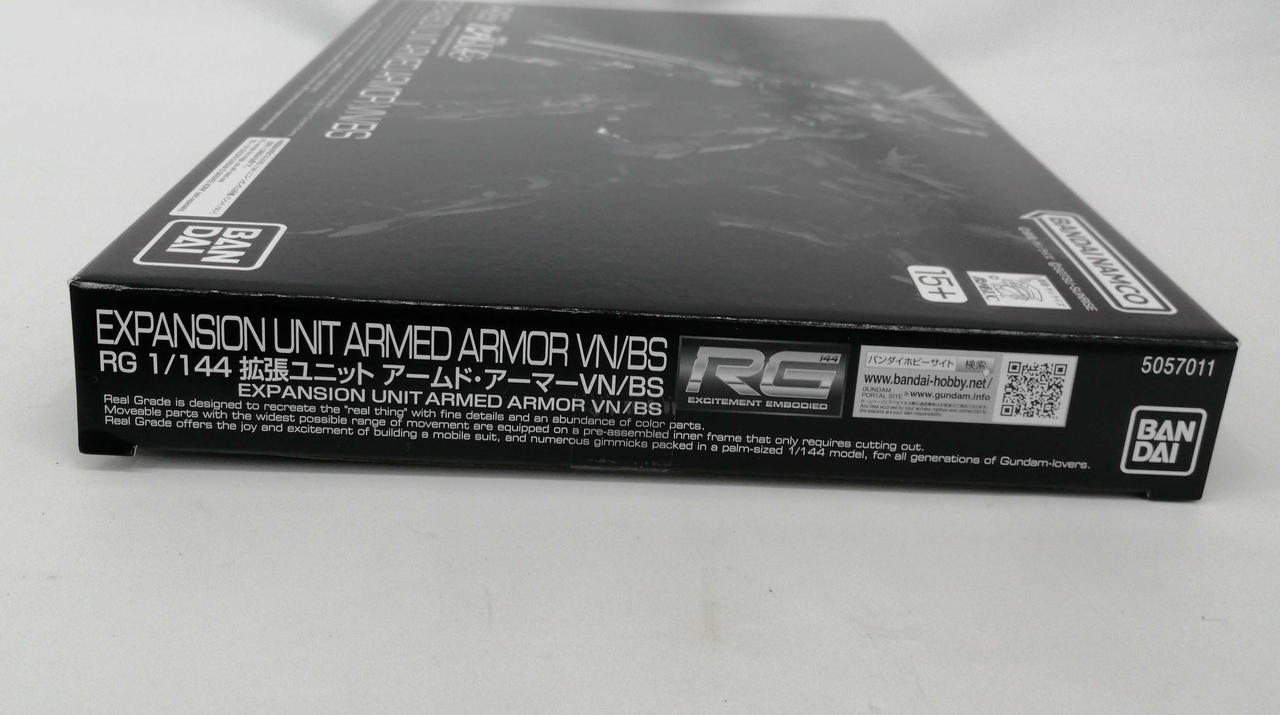 BANDAI NAMCO
©SOTSU・SUNRISE
15+
BAN
DAI
EXPANSION UNIT ARMED ARMOR VN/BS
RG 1/144 拡張ユニット アームド・アーマーVN/BS
EXPANSION UNIT ARMED ARMOR VN/BS
Real Grade is designed to recreate the "real thing" with fine details and an abundance of color parts.
Moveable parts with the widest possible range of movement are equipped on a pre-assembled inner frame that only requires cutting out.
Real Grade offers the joy and excitement of building a mobile suit, and numerous gimmicks packed in a palm-sized 1/144 model, for all generations of Gundam-lovers.
RG 1/144
EXCITEMENT EMBODIED
バンダイホビーサイト 検索
www.bandai-hobby.net/
GUNDAM
PORTAL SITE www.gundam.info
5057011
BAN
DAI